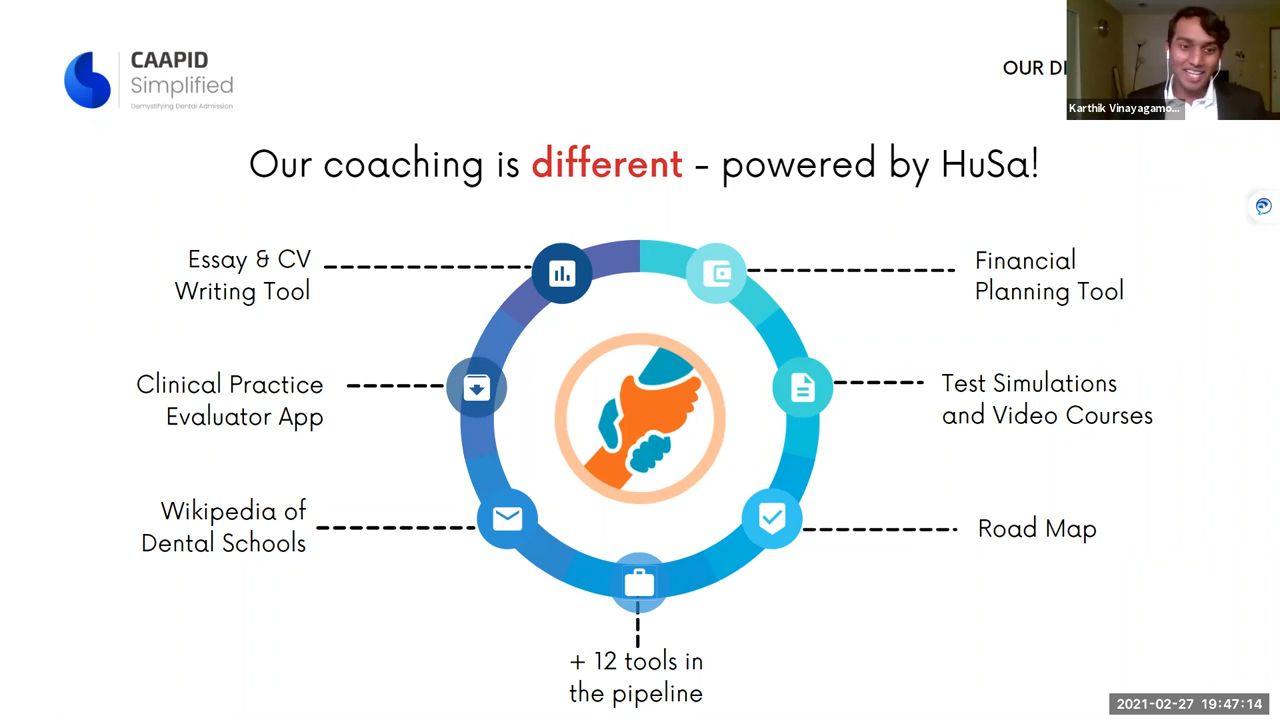 CAAPID
Simplified
Demystifying Dental Admission
OUR
Karthik Vinayagamo...
Our coaching is different - powered by HuSa!
Essay & CV
Writing Tool
Financial
Planning Tool
Clinical Practice
Evaluator App
Test Simulations
and Video Courses
Wikipedia of
Dental Schools
Road Map
+ 12 tools in
the pipeline
2021-02-27 19:47:14